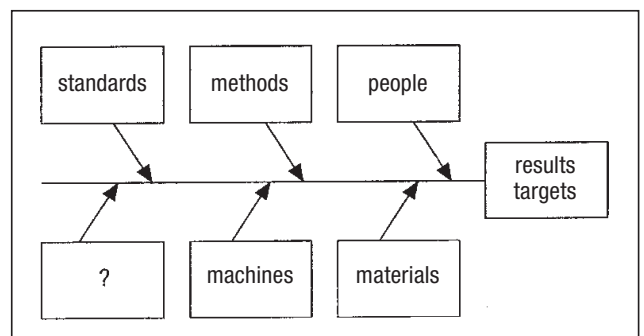 standards
methods
people
results
targets
?
machines
materials